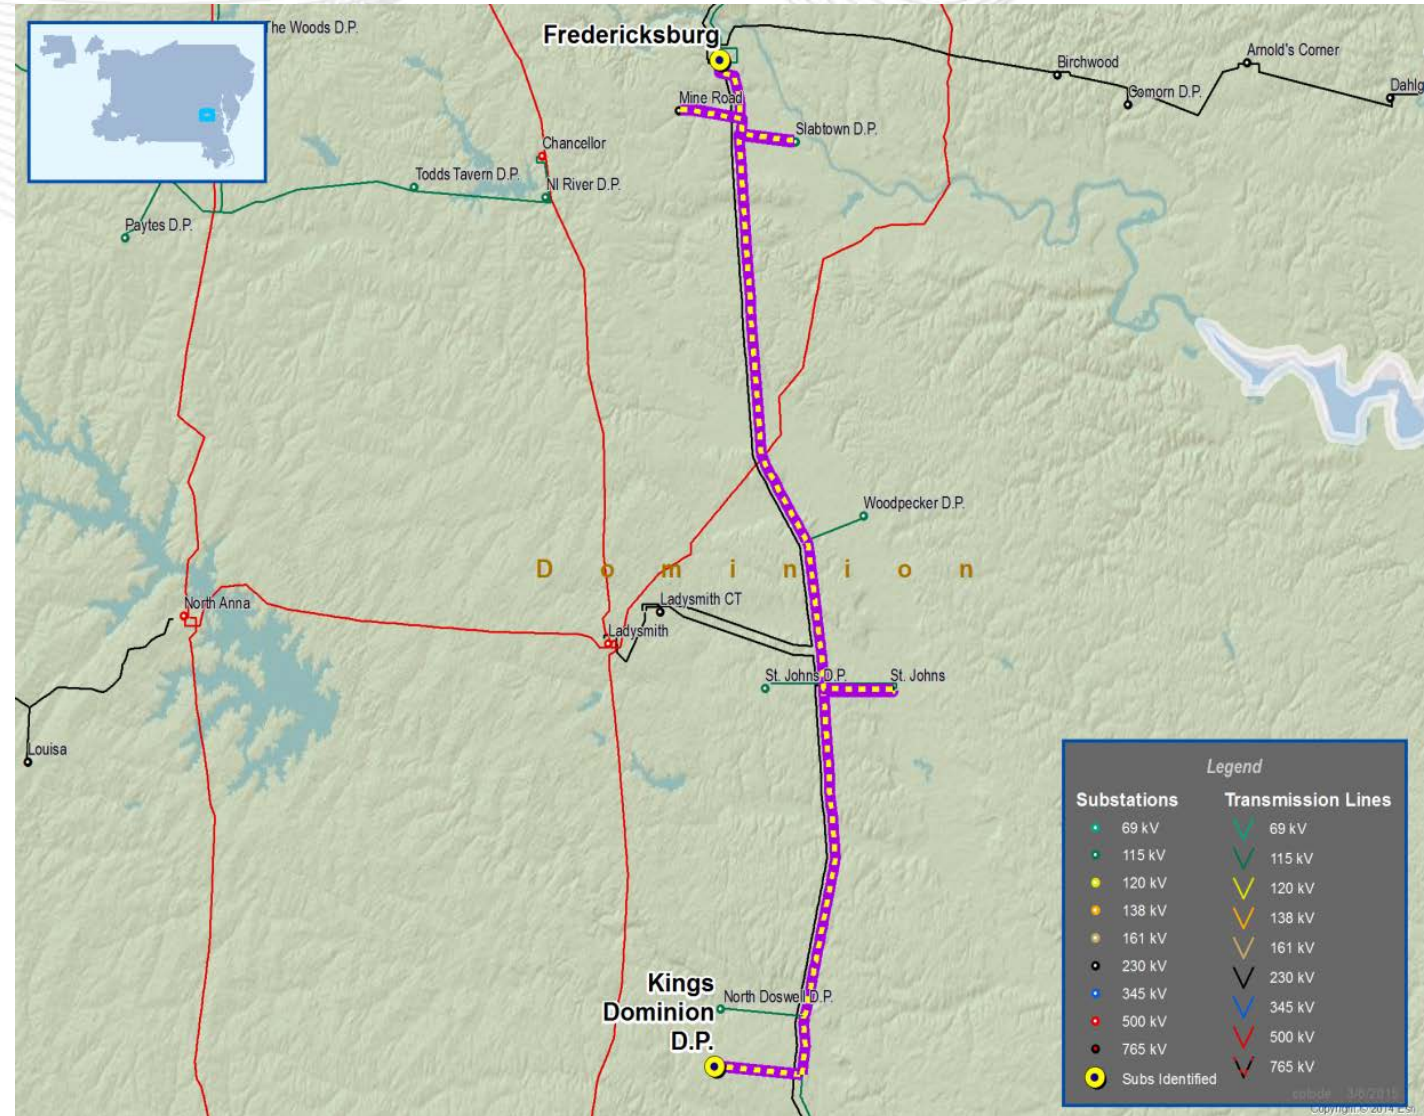 The Woods D.P.
Fredericksburg
Arnold's Corner
Birchwood
Comorn D.P.
Dahlg
Mine Road
Slabtown D.P.
Chancellor
Todds Tavern D.P.
NI River D.P.
Paytes D.P.
Woodpecker D.P.
Dominion
North Anna
Ladysmith CT
Ladysmith
St. Johns D.P.
St. Johns
Louisa
Kings
Dominion
D.P.
North Doswell D.P.
Legend
Substations
69 kV
115 kV
120 kV
138 kV
161 kV
230 kV
345 kV
500 kV
765 kV
Subs Identified
Transmission Lines
69 kV
115 kV
120 kV
138 kV
161 kV
230 kV
345 kV
500 kV
765 kV
Copyright © 2014 Esri